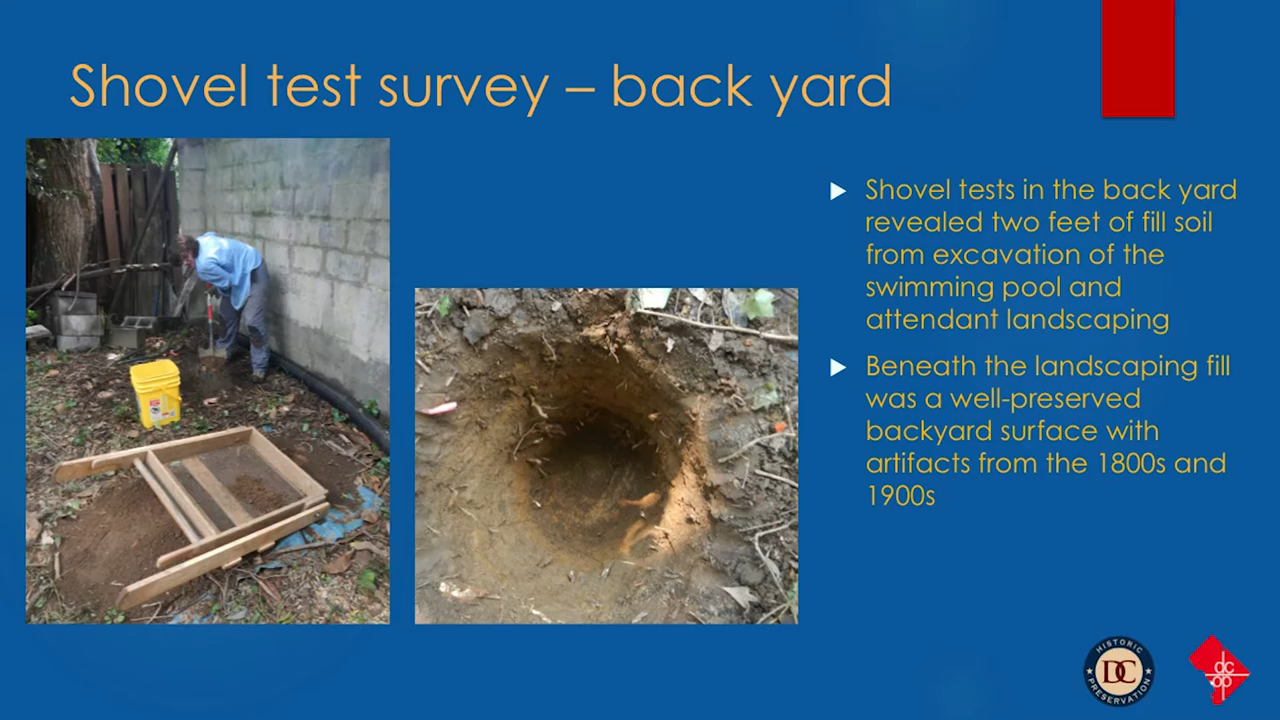 Shovel test survey – back yard
Shovel tests in the back yard
revealed two feet of fill soil
from excavation of the
swimming pool and
attendant landscaping
Beneath the landscaping fill
was a well-preserved
backyard surface with
artifacts from the 1800s and
1900s
HISTORIC
DC
PRESERVATION
dc
op